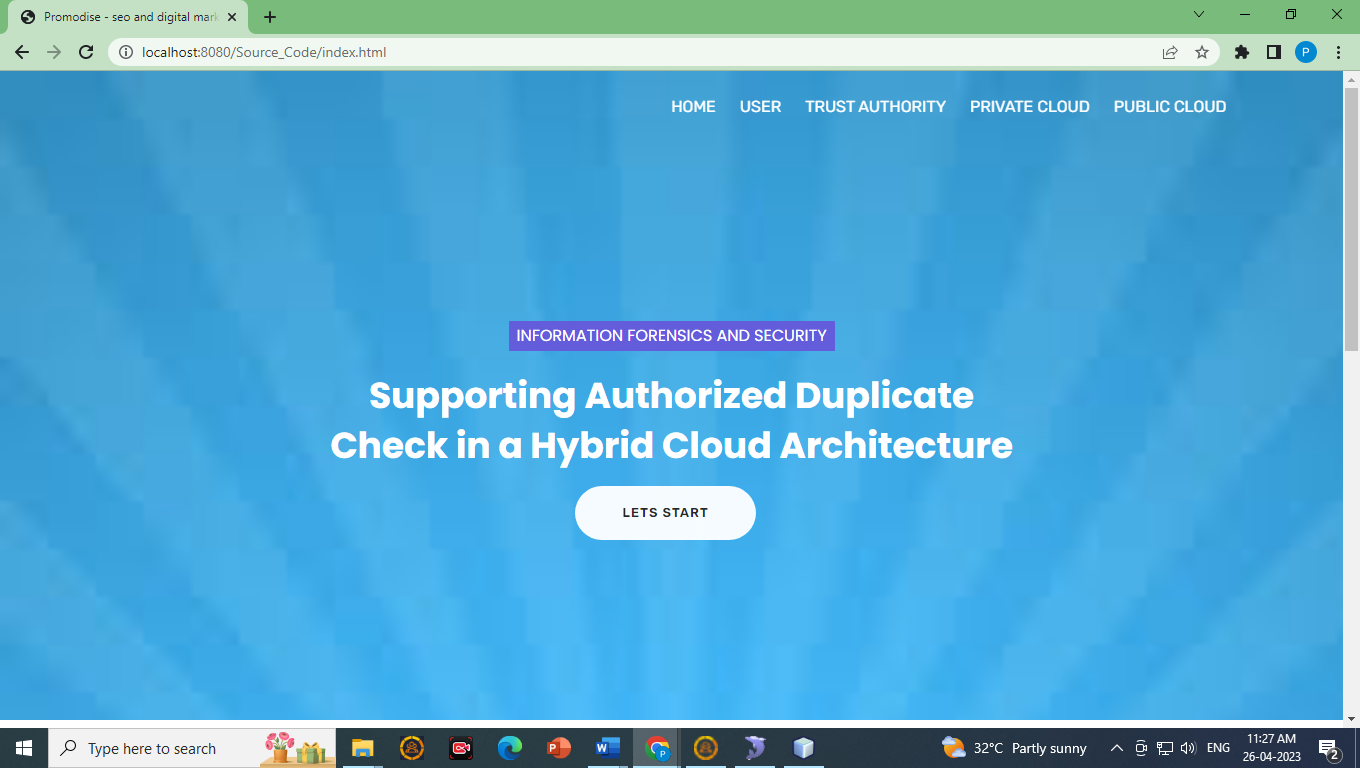 Promodise - seo and digital mark
localhost:8080/Source_Code/index.html
P
HOME USER TRUST AUTHORITY PRIVATE CLOUD PUBLIC CLOUD
INFORMATION FORENSICS AND SECURITY
Supporting Authorized Duplicate
Check in a Hybrid Cloud Architecture
LETS START
Type here to search
32°C Partly sunny
ENG
11:27 AM
26-04-2023
2